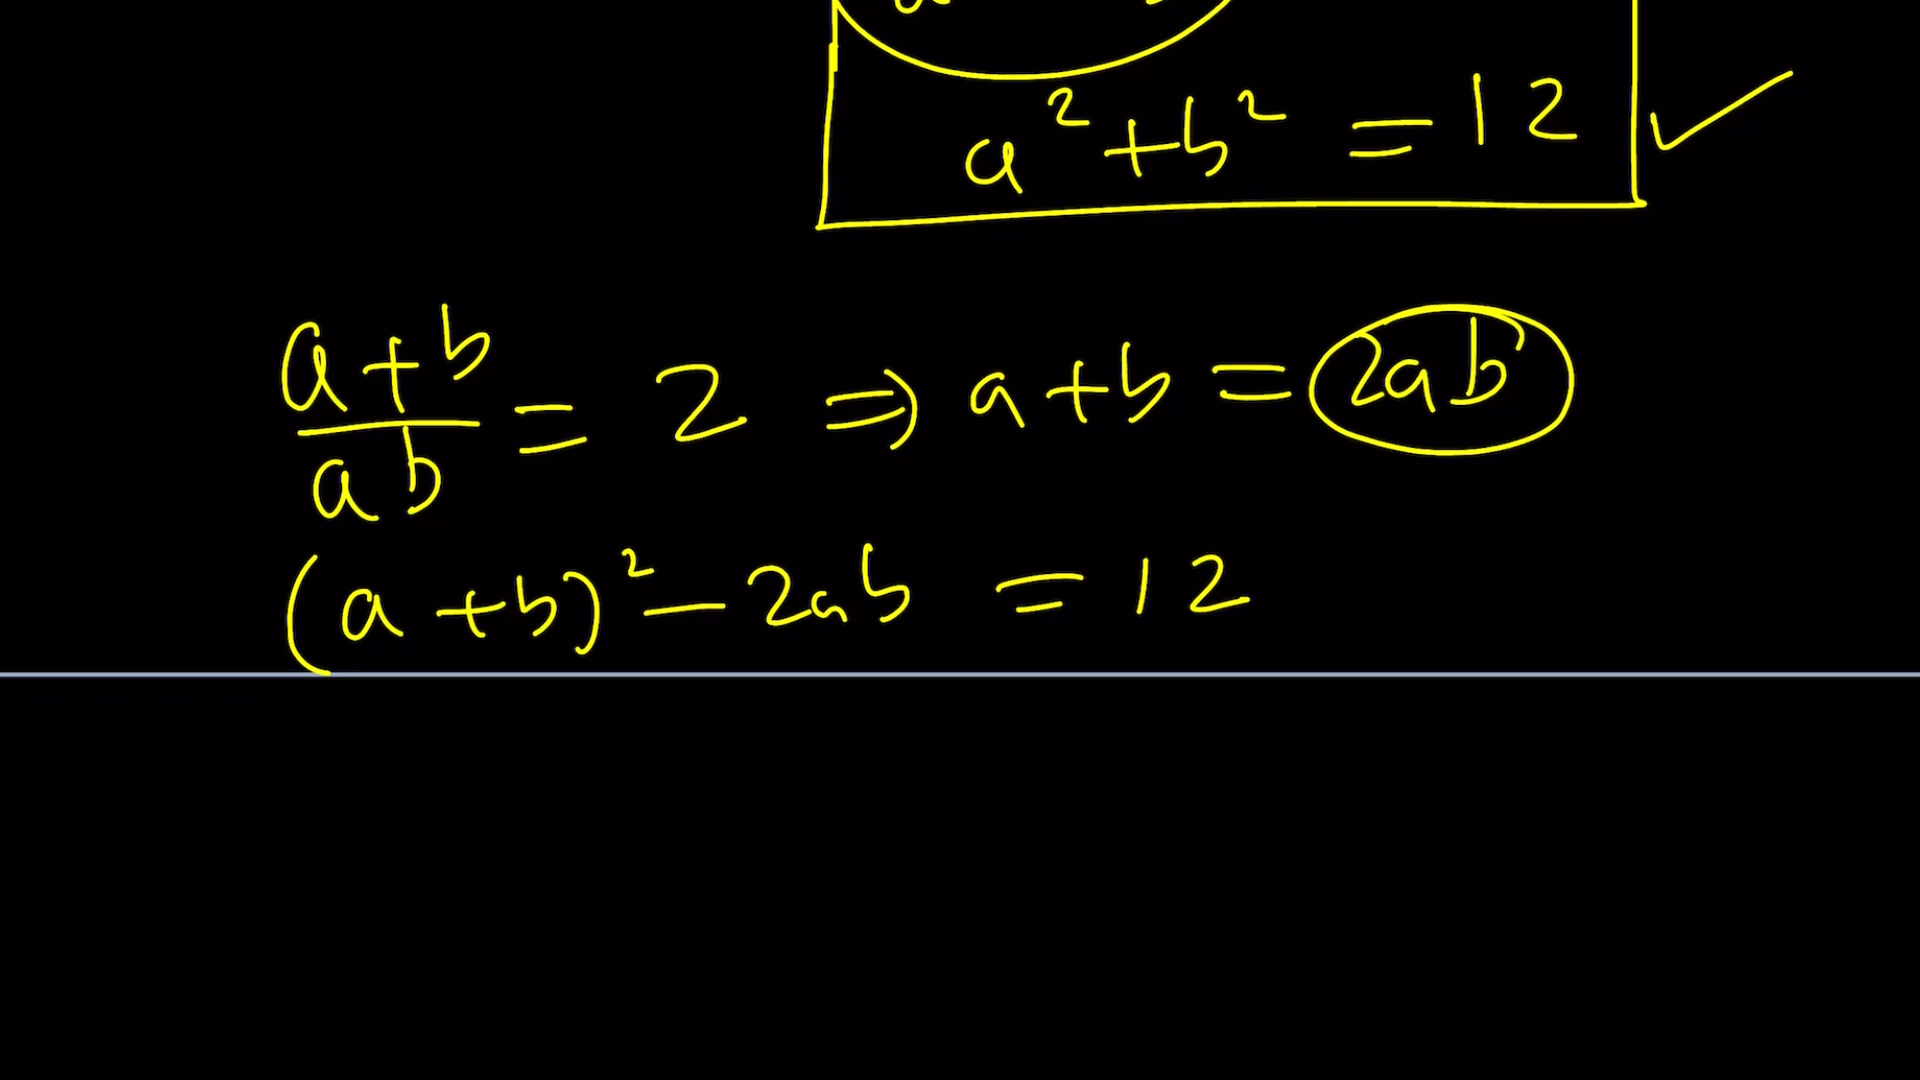 a² + b² = 12
a + b / ab = 2 ⇒ a + b = 2ab
(a + b)² − 2ab = 12